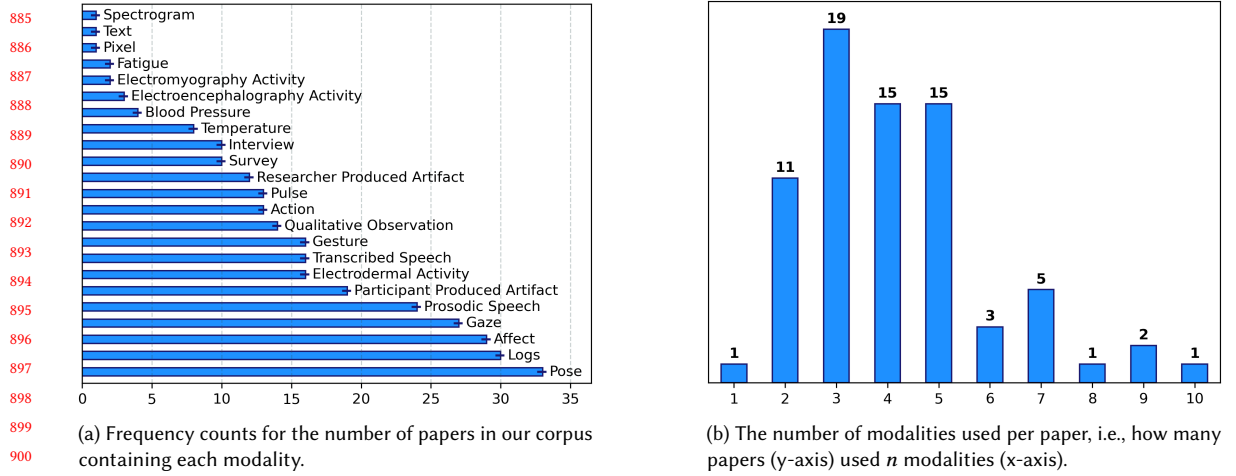 885
886
887
888
889
890
891
892
893
894
895
896
897
898
899
900
Spectrogram
Text
Pixel
Fatigue
Electromyography Activity
Electroencephalography Activity
Blood Pressure
Temperature
Interview
Survey
Researcher Produced Artifact
Pulse
Action
Qualitative Observation
Gesture
Transcribed Speech
Electrodermal Activity
Participant Produced Artifact
Prosodic Speech
Gaze
Affect
Logs
Pose
0 5 10 15 20 25 30 35
(a) Frequency counts for the number of papers in our corpus
containing each modality.
1 11 19 15 15 3 5 1 2 1
1 2 3 4 5 6 7 8 9 10
(b) The number of modalities used per paper, i.e., how many
papers (y-axis) used n modalities (x-axis).